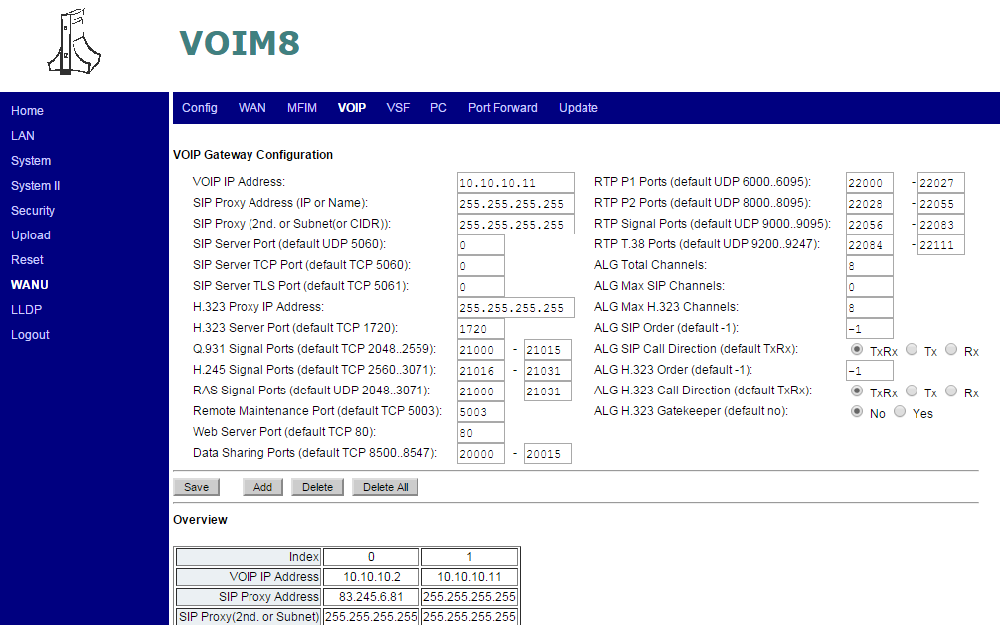 VOIM8
Home
LAN
System
System II
Security
Upload
Reset
WANU
LLDP
Logout
Config WAN MFIM VOIP VSF PC Port Forward Update
VOIP Gateway Configuration
VOIP IP Address: 10.10.10.11 RTP P1 Ports (default UDP 6000..6095): 22000 - 22027
SIP Proxy Address (IP or Name): 255.255.255.255 RTP P2 Ports (default UDP 8000..8095): 22028 - 22055
SIP Proxy (2nd. or Subnet(or CIDR)): 255.255.255.255 RTP Signal Ports (default UDP 9000..9095): 22056 - 22083
SIP Server Port (default UDP 5060): 0 RTP T.38 Ports (default UDP 9200..9247): 22084 - 22111
SIP Server TCP Port (default TCP 5060): 0 ALG Total Channels: 8
SIP Server TLS Port (default TCP 5061): 0 ALG Max SIP Channels: 0
H.323 Proxy IP Address: 255.255.255.255 ALG Max H.323 Channels: 8
H.323 Server Port (default TCP 1720): 1720 ALG SIP Order (default -1): -1
Q.931 Signal Ports (default TCP 2048..2559): 21000 - 21015 ALG SIP Call Direction (default TxRx): TxRx Tx Rx
H.245 Signal Ports (default TCP 2560..3071): 21016 - 21031 ALG H.323 Order (default -1): -1
RAS Signal Ports (default UDP 2048..3071): 21000 - 21031 ALG H.323 Call Direction (default TxRx): TxRx Tx Rx
Remote Maintenance Port (default TCP 5003): 5003 ALG H.323 Gatekeeper (default no): No Yes
Web Server Port (default TCP 80): 80
Data Sharing Ports (default TCP 8500..8547): 20000 - 20015
Save Add Delete Delete All
Overview
Index 0 1
VOIP IP Address 10.10.10.2 10.10.10.11
SIP Proxy Address 83.245.6.81 255.255.255.255
SIP Proxy(2nd. or Subnet) 255.255.255.255 255.255.255.255